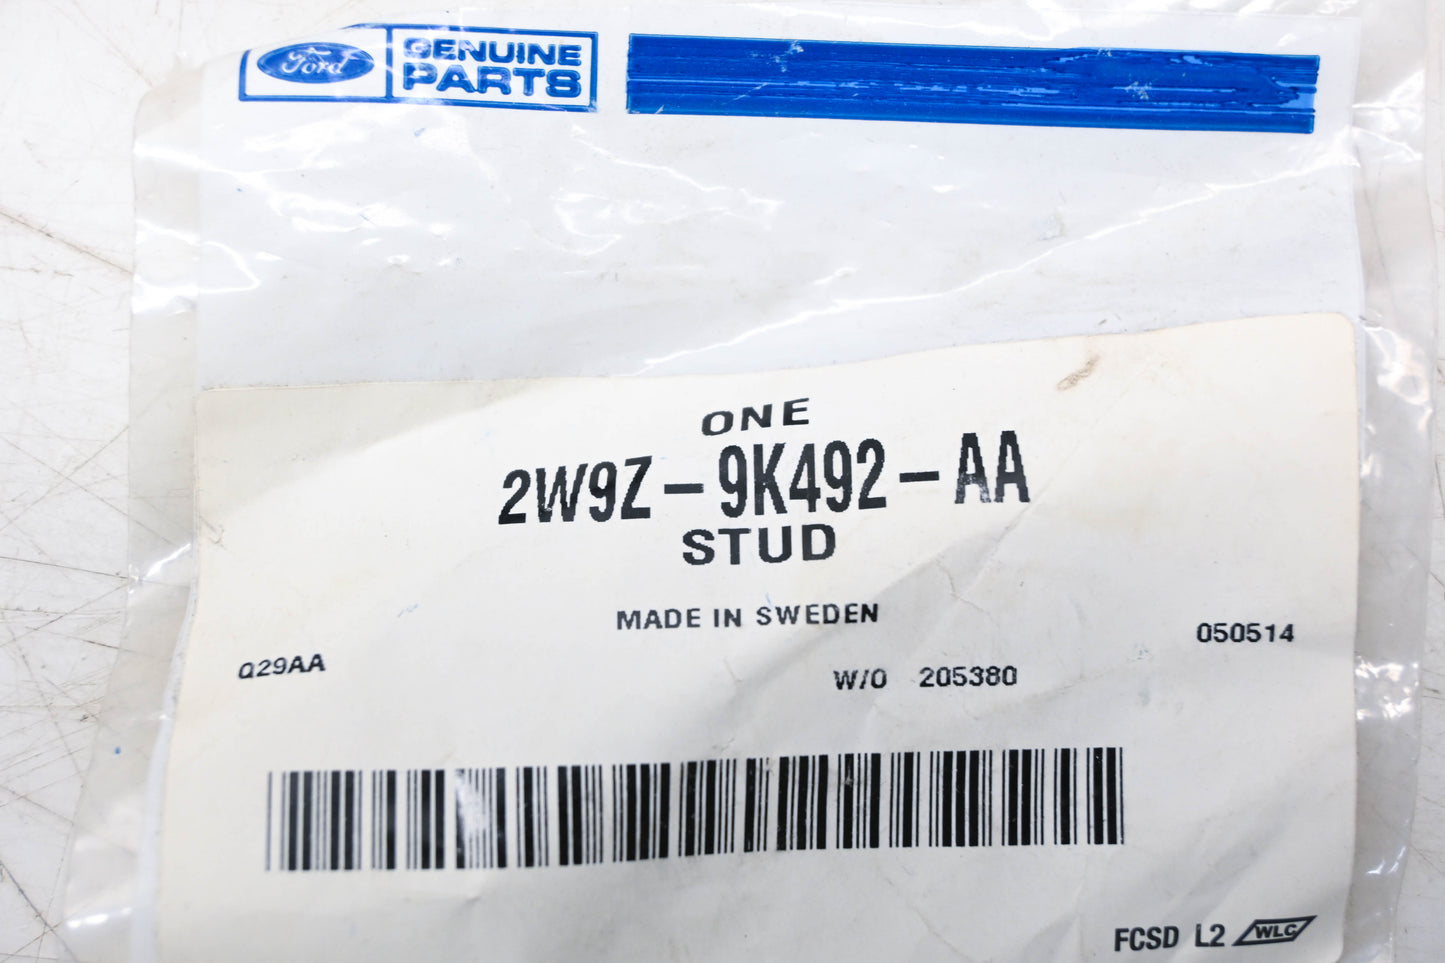 Ford
GENUINE
PARTS
ONE
2W9Z-9K492-AA
STUD
MADE IN SWEDEN
050514
Q29AA
W/O 205380
FCSD L2 WLC